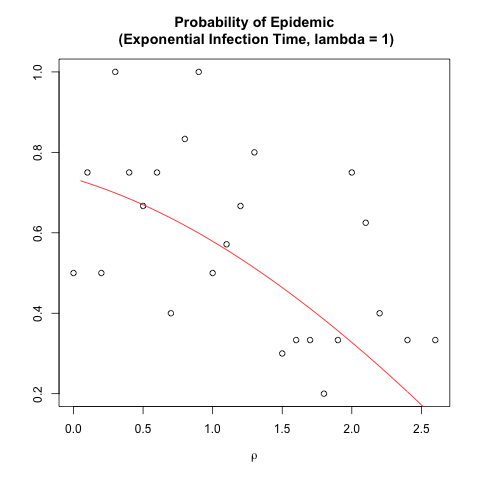 Probability of Epidemic
(Exponential Infection Time, lambda = 1)
1.0
0.8
0.6
0.4
0.2
0.0 0.5 1.0 1.5 2.0 2.5
ρ